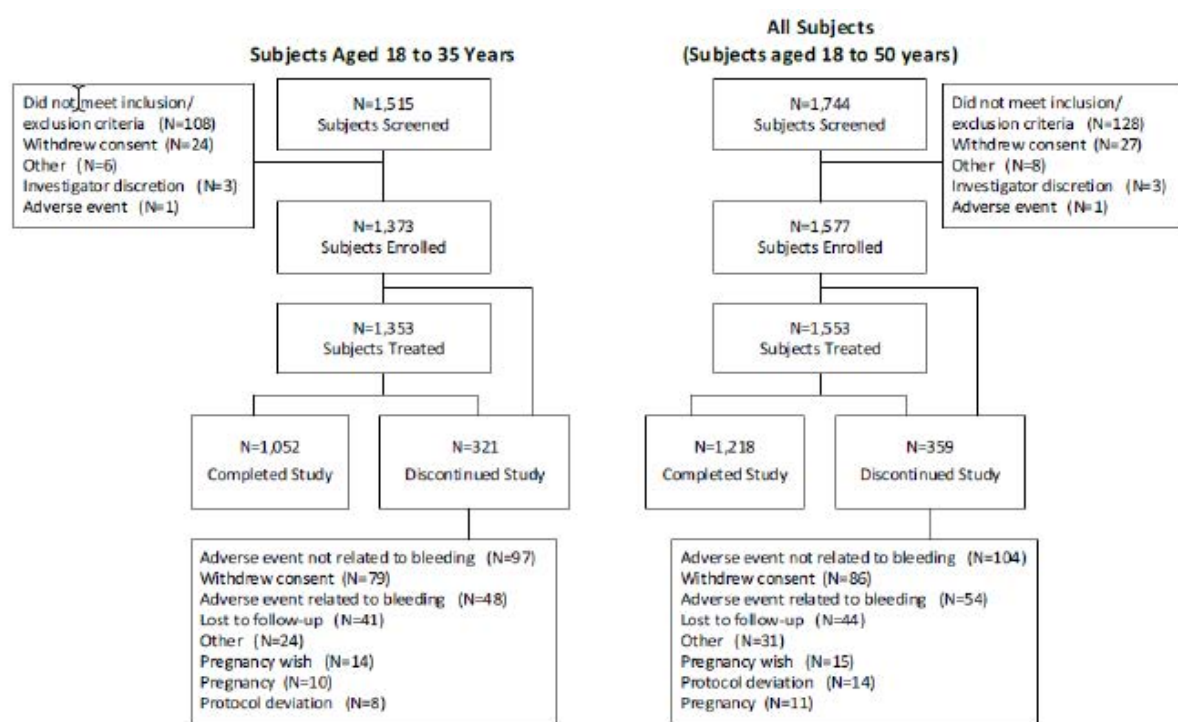 Subjects Aged 18 to 35 Years
Did not meet inclusion/
exclusion criteria (N=108)
Withdrew consent (N=24)
Other (N=6)
Investigator discretion (N=3)
Adverse event (N=1)
N=1,515
Subjects Screened
N=1,373
Subjects Enrolled
N=1,353
Subjects Treated
N=1,052
Completed Study
N=321
Discontinued Study
Adverse event not related to bleeding (N=97)
Withdrew consent (N=79)
Adverse event related to bleeding (N=48)
Lost to follow-up (N=41)
Other (N=24)
Pregnancy wish (N=14)
Pregnancy (N=10)
Protocol deviation (N=8)
All Subjects
(Subjects aged 18 to 50 years)
N=1,744
Subjects Screened
Did not meet inclusion/
exclusion criteria (N=128)
Withdrew consent (N=27)
Other (N=8)
Investigator discretion (N=3)
Adverse event (N=1)
N=1,577
Subjects Enrolled
N=1,553
Subjects Treated
N=1,218
Completed Study
N=359
Discontinued Study
Adverse event not related to bleeding (N=104)
Withdrew consent (N=86)
Adverse event related to bleeding (N=54)
Lost to follow-up (N=44)
Other (N=31)
Pregnancy wish (N=15)
Protocol deviation (N=14)
Pregnancy (N=11)